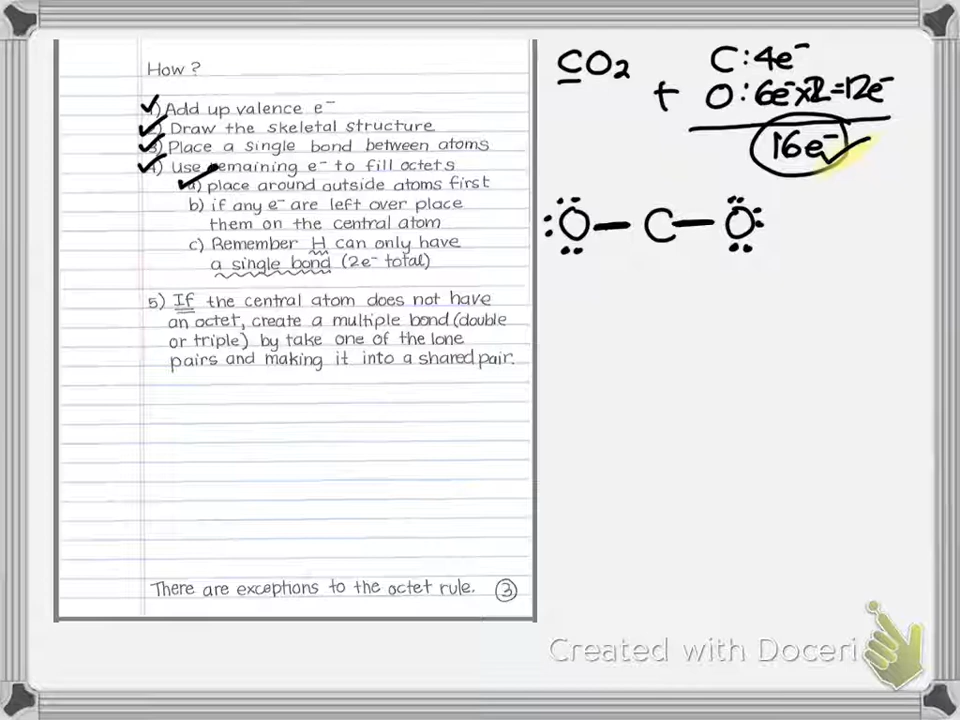 How?
1) Add up valence e⁻
2) Draw the skeletal structure
3) Place a single bond between atoms
4) Use remaining e⁻ to fill octets
a) place around outside atoms first
b) if any e⁻ are left over place
them on the central atom
c) Remember H can only have
a single bond (2e⁻ total)
5) If the central atom does not have
an octet, create a multiple bond (double
or triple) by take one of the lone
pairs and making it into a shared pair.
There are exceptions to the octet rule. ③
CO₂
C: 4e⁻
+ O: 6e⁻x2=12e⁻
16e⁻
O — C — O
Created with Doceri